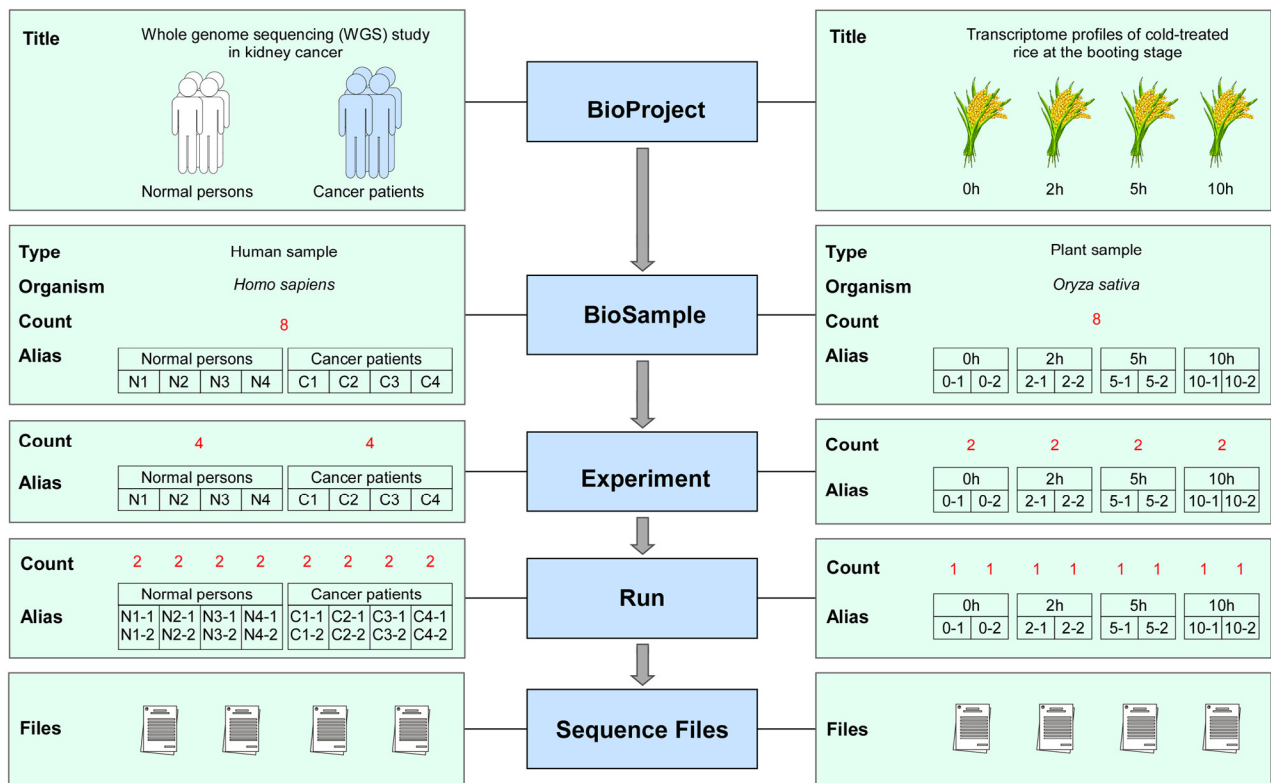 Title
Whole genome sequencing (WGS) study
in kidney cancer
Normal persons
Cancer patients
BioProject
Title
Transcriptome profiles of cold-treated
rice at the booting stage
0h 2h 5h 10h
Type Human sample
Organism Homo sapiens
Count 8
Alias
Normal persons Cancer patients
N1 N2 N3 N4 C1 C2 C3 C4
BioSample
Type Plant sample
Organism Oryza sativa
Count 8
Alias
0h 2h 5h 10h
0-1 0-2 2-1 2-2 5-1 5-2 10-1 10-2
Count 4 4
Alias
Normal persons Cancer patients
N1 N2 N3 N4 C1 C2 C3 C4
Experiment
Count 2 2 2 2
Alias
0h 2h 5h 10h
0-1 0-2 2-1 2-2 5-1 5-2 10-1 10-2
Count 2 2 2 2 2 2 2 2
Alias
Normal persons Cancer patients
N1-1 N2-1 N3-1 N4-1 C1-1 C2-1 C3-1 C4-1
N1-2 N2-2 N3-2 N4-2 C1-2 C2-2 C3-2 C4-2
Run
Count 1 1 1 1 1 1 1 1
Alias
0h 2h 5h 10h
0-1 0-2 2-1 2-2 5-1 5-2 10-1 10-2
Files
Sequence Files
Files